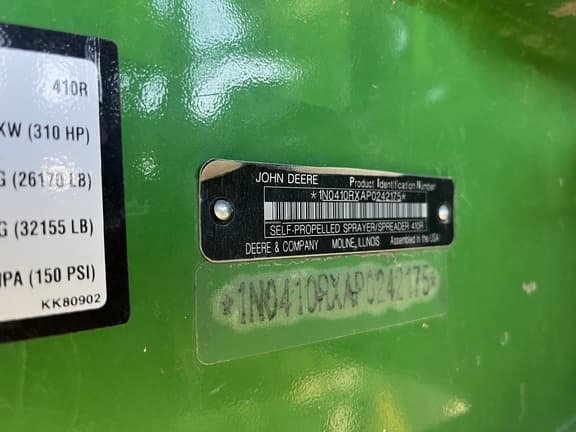 410R
KW (310 HP)
G (26170 LB)
G (32155 LB)
MPA (150 PSI)
KK80902
JOHN DEERE Product Identification Number
*1N0410RXAP0242175*
SELF-PROPELLED SPRAYER/SPREADER 410R
DEERE & COMPANY MOLINE, ILLINOIS Assembled in the USA
*1N0410RXAP0242175*